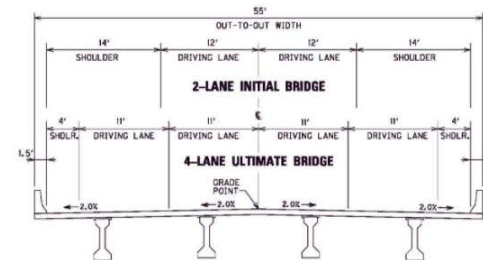 55'
OUT-TO-OUT WIDTH
14' 12' 12' 14'
SHOULDER DRIVING LANE DRIVING LANE SHOULDER
2-LANE INITIAL BRIDGE
℄
4' 11' 11' 11' 11' 4'
SHDLR. DRIVING LANE DRIVING LANE DRIVING LANE DRIVING LANE SHDLR.
1.5'
4-LANE ULTIMATE BRIDGE
GRADE
POINT
2.0% 2.0% 2.0% 2.0%